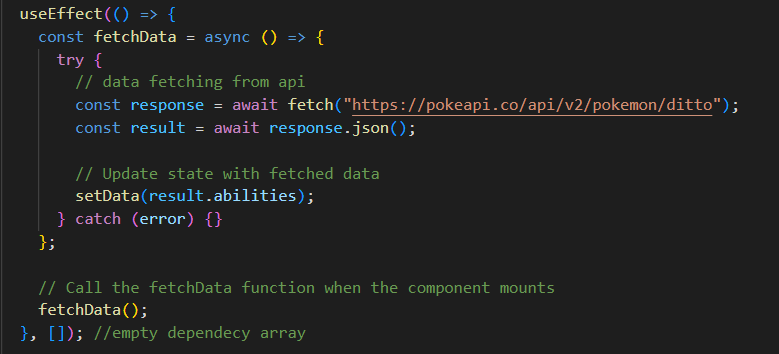 useEffect(() => {
const fetchData = async () => {
try {
// data fetching from api
const response = await fetch("https://pokeapi.co/api/v2/pokemon/ditto");
const result = await response.json();
// Update state with fetched data
setData(result.abilities);
} catch (error) {}
};
// Call the fetchData function when the component mounts
fetchData();
}, []); //empty dependecy array